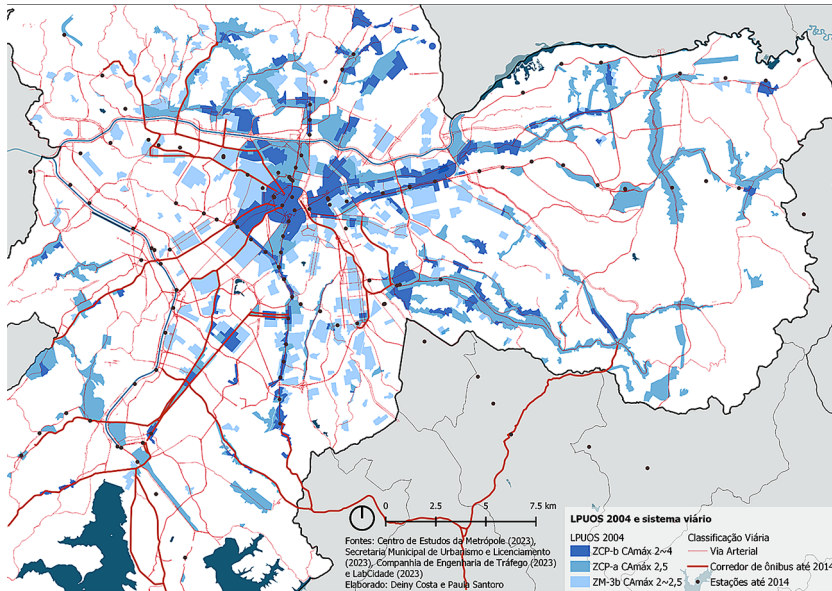 0 2.5 5 7.5 km
Fontes: Centro de Estudos da Metrópole (2023),
Secretaria Municipal de Urbanismo e Licenciamento
(2023), Companhia de Engenharia de Tráfego (2023)
e LabCidade (2023)
Elaborado: Deiny Costa e Paula Santoro
LPUOS 2004 e sistema viário
LPUOS 2004
ZCP-b CAmáx 2~4
ZCP-a CAmáx 2,5
ZM-3b CAmáx 2~2,5
Classificação Viária
Via Arterial
Corredor de ônibus até 2014
Estações até 2014